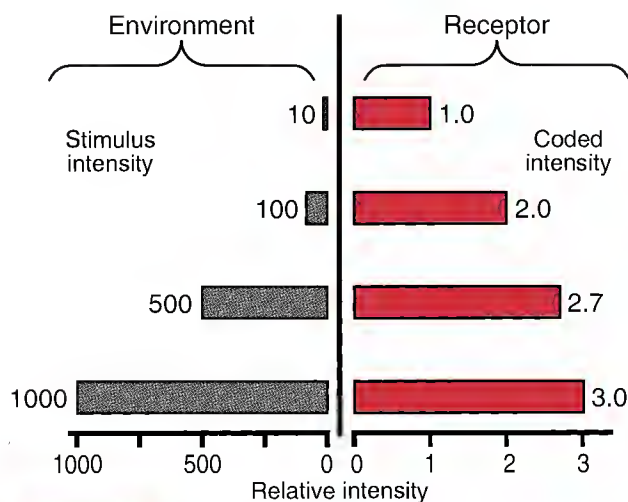 Environment
Receptor
10
1.0
Stimulus
intensity
Coded
intensity
100
2.0
500
2.7
1000
3.0
1000
500
0
0
1
2
3
Relative intensity